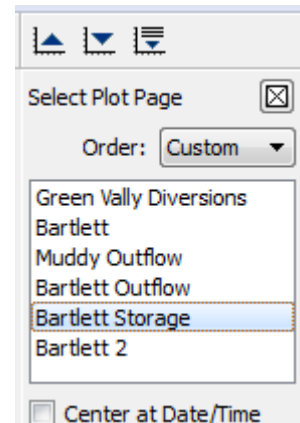 Select Plot Page
Order: Custom
Green Vally Diversions
Bartlett
Muddy Outflow
Bartlett Outflow
Bartlett Storage
Bartlett 2
Center at Date/Time